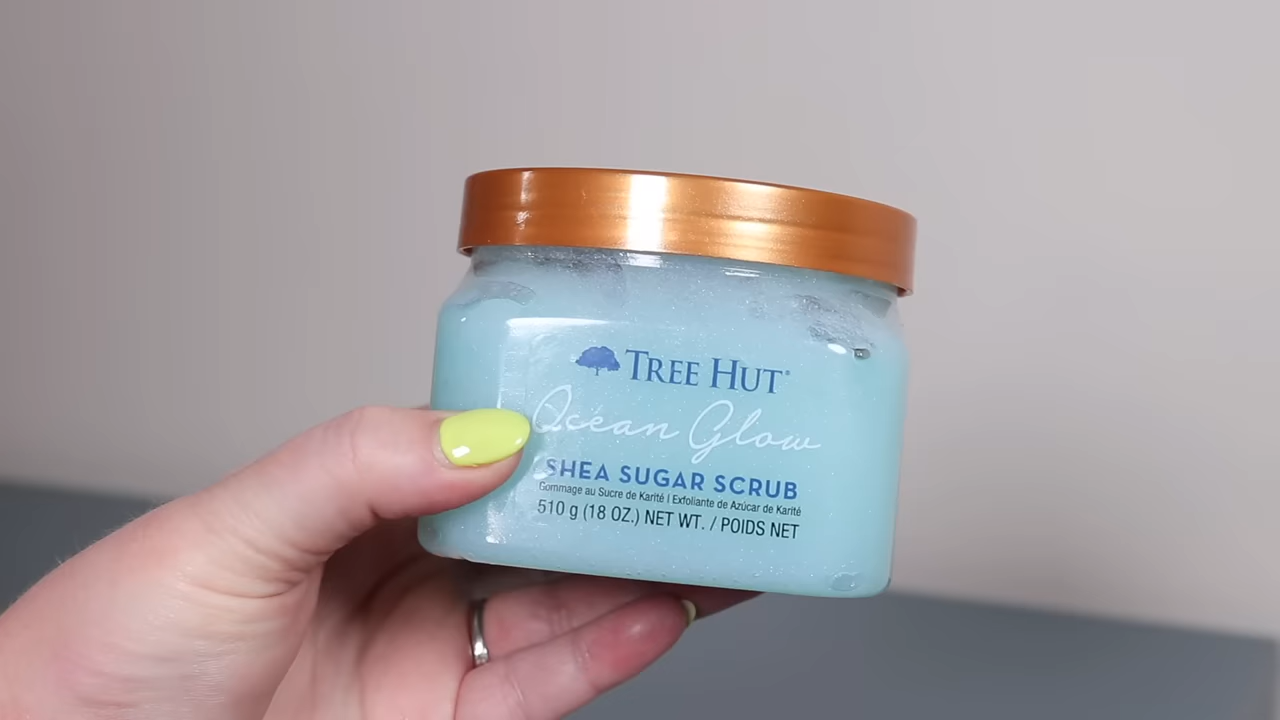 TREE HUT®
Ocean Glow
SHEA SUGAR SCRUB
Gommage au Sucre de Karité | Exfoliante de Azúcar de Karité
510 g (18 OZ.) NET WT. / POIDS NET